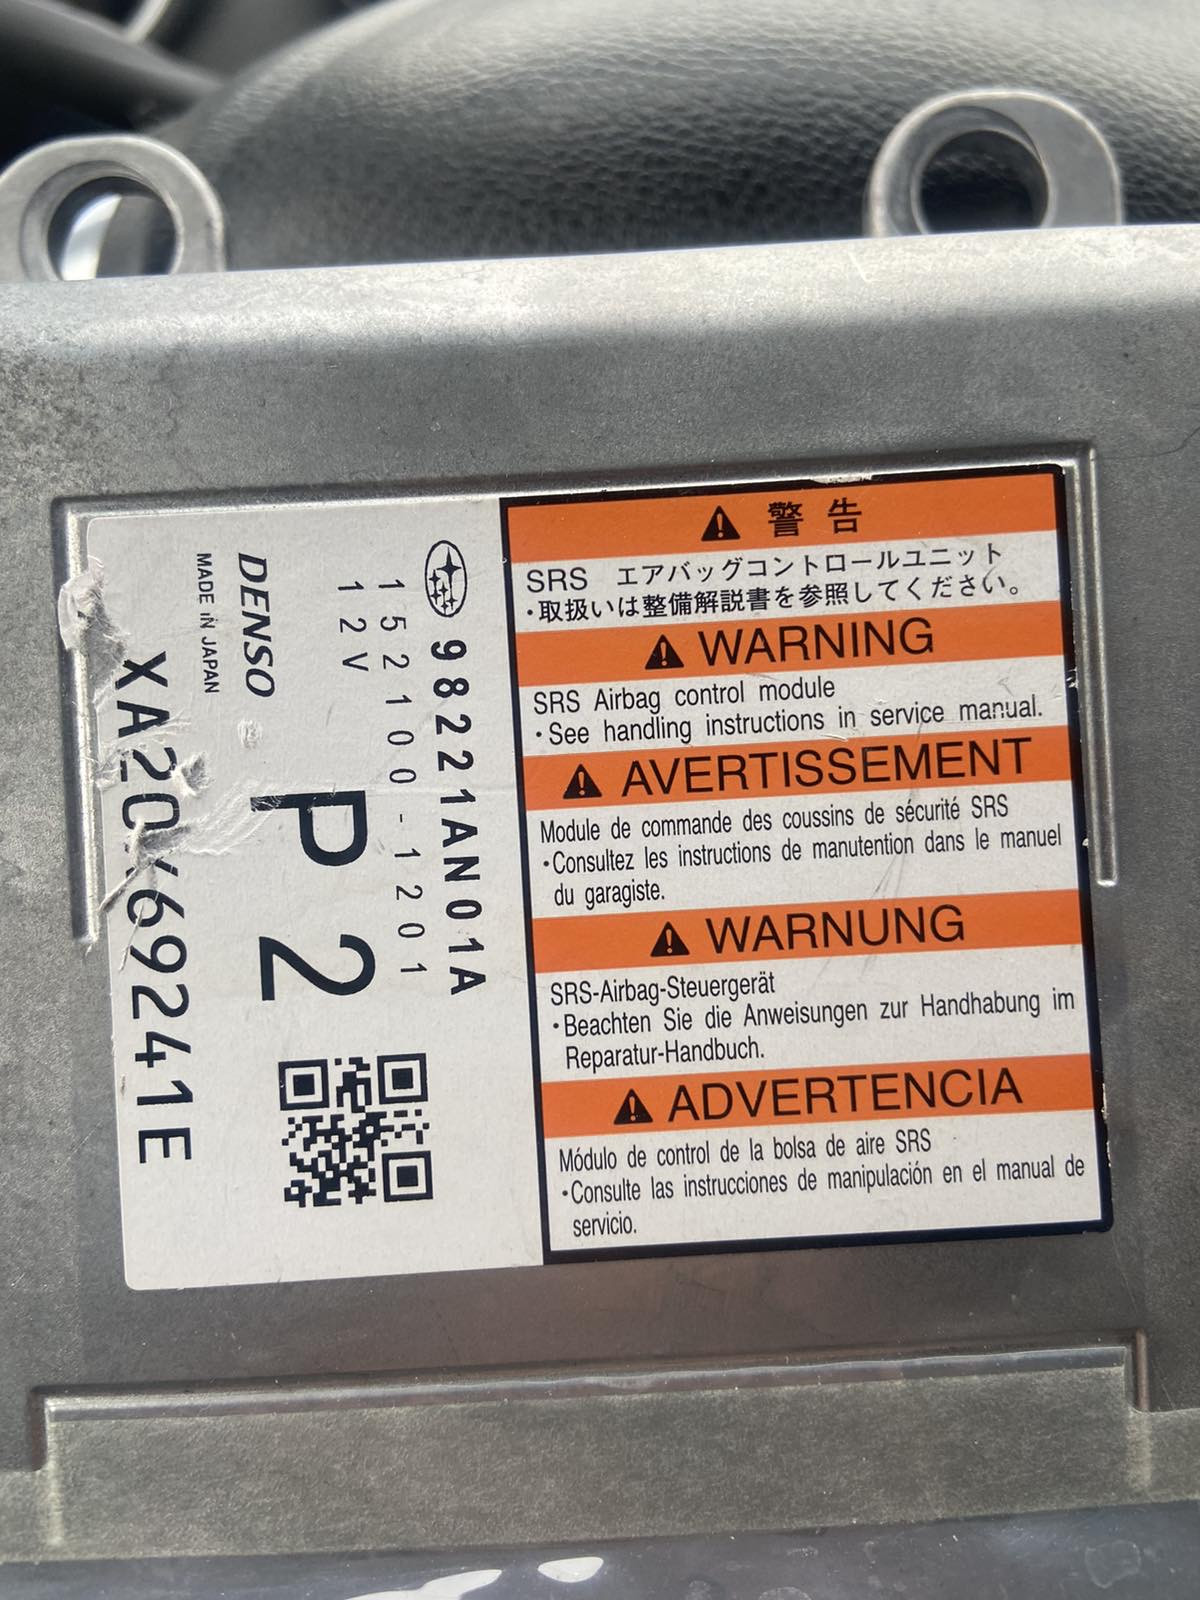 98221AN01A
152100-1201
12V
DENSO
MADE IN JAPAN
P2
警告
SRS エアバッグコントロールユニット
・取扱いは整備解説書を参照してください。
WARNING
SRS Airbag control module
・See handling instructions in service manual.
AVERTISSEMENT
Module de commande des coussins de sécurité SRS
・Consultez les instructions de manutention dans le manuel
du garagiste.
WARNUNG
SRS-Airbag-Steuergerät
・Beachten Sie die Anweisungen zur Handhabung im
Reparatur-Handbuch.
ADVERTENCIA
Módulo de control de la bolsa de aire SRS
・Consulte las instrucciones de manipulación en el manual de
servicio.